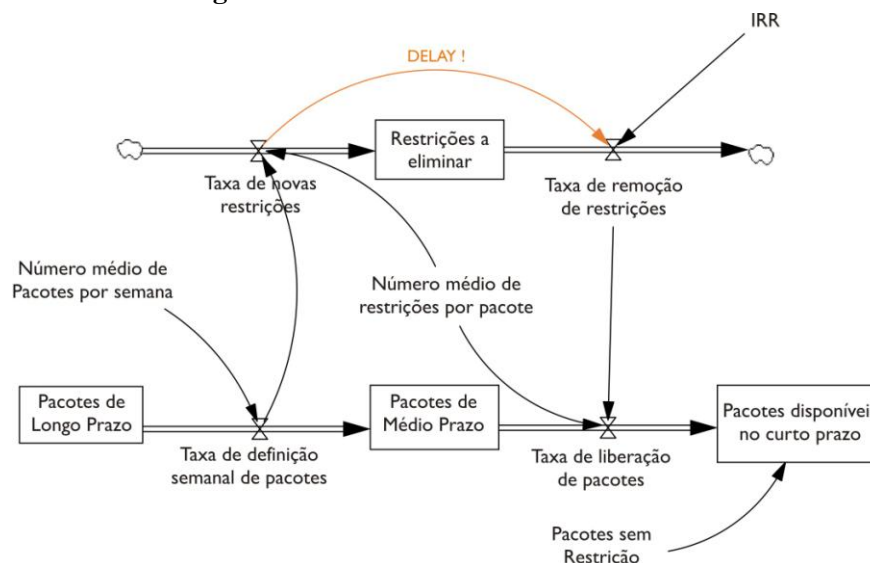 IRR
DELAY !
Restrições a
eliminar
Taxa de novas
restrições
Taxa de remoção
de restrições
Número médio de
Pacotes por semana
Número médio de
restrições por pacote
Pacotes de
Longo Prazo
Pacotes de
Médio Prazo
Pacotes disponívei
no curto prazo
Taxa de definição
semanal de pacotes
Taxa de liberação
de pacotes
Pacotes sem
Restrição